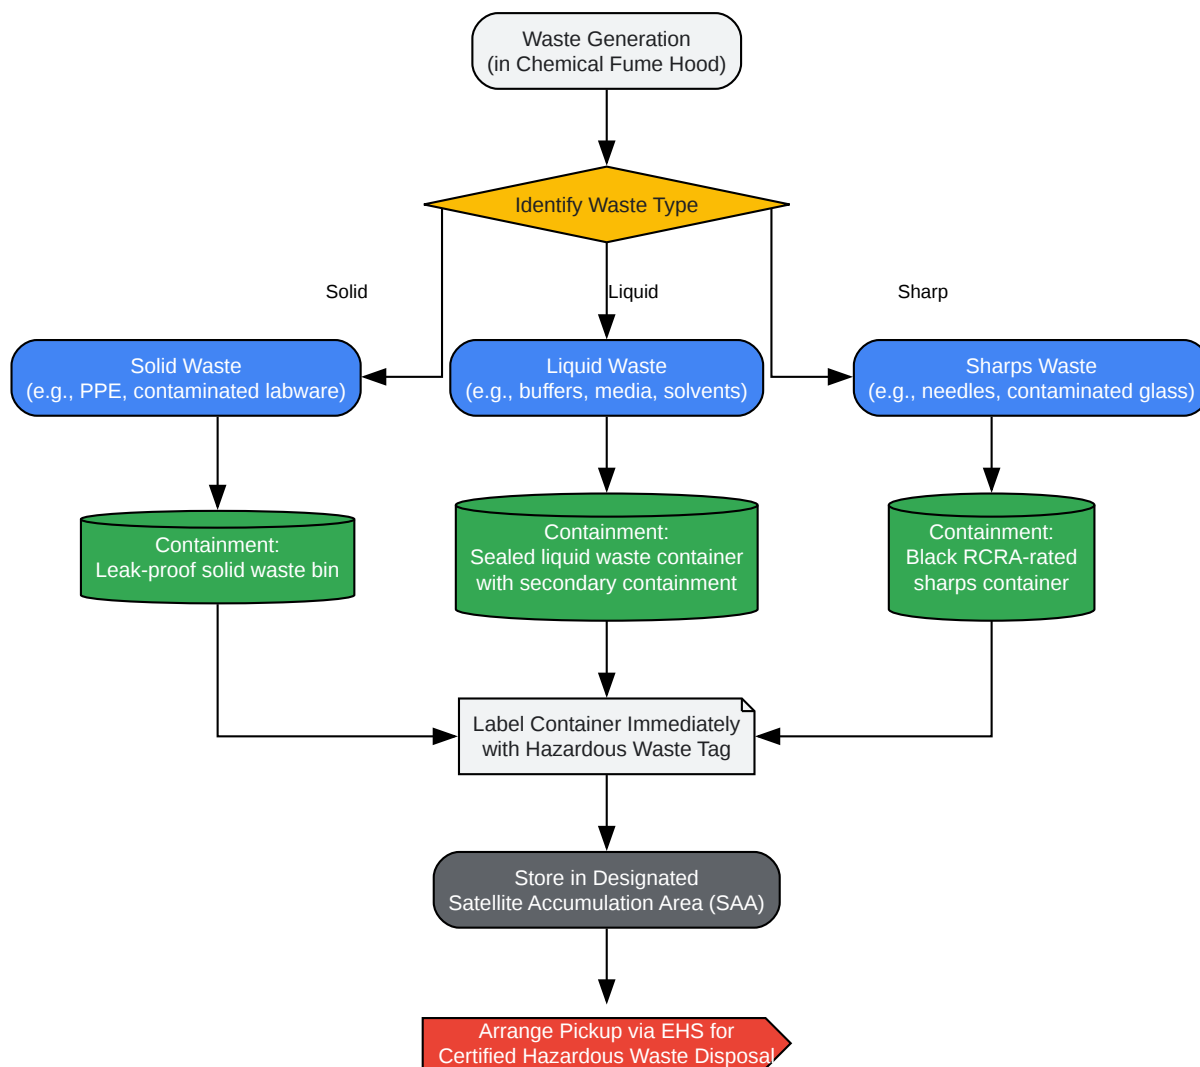 Waste Generation
(in Chemical Fume Hood)
Identify Waste Type
Solid
Liquid
Sharp
Solid Waste
(e.g., PPE, contaminated labware)
Liquid Waste
(e.g., buffers, media, solvents)
Sharps Waste
(e.g., needles, contaminated glass)
Containment:
Leak-proof solid waste bin
Containment:
Sealed liquid waste container
with secondary containment
Containment:
Black RCRA-rated
sharps container
Label Container Immediately
with Hazardous Waste Tag
Store in Designated
Satellite Accumulation Area (SAA)
Arrange Pickup via EHS for
Certified Hazardous Waste Disposal